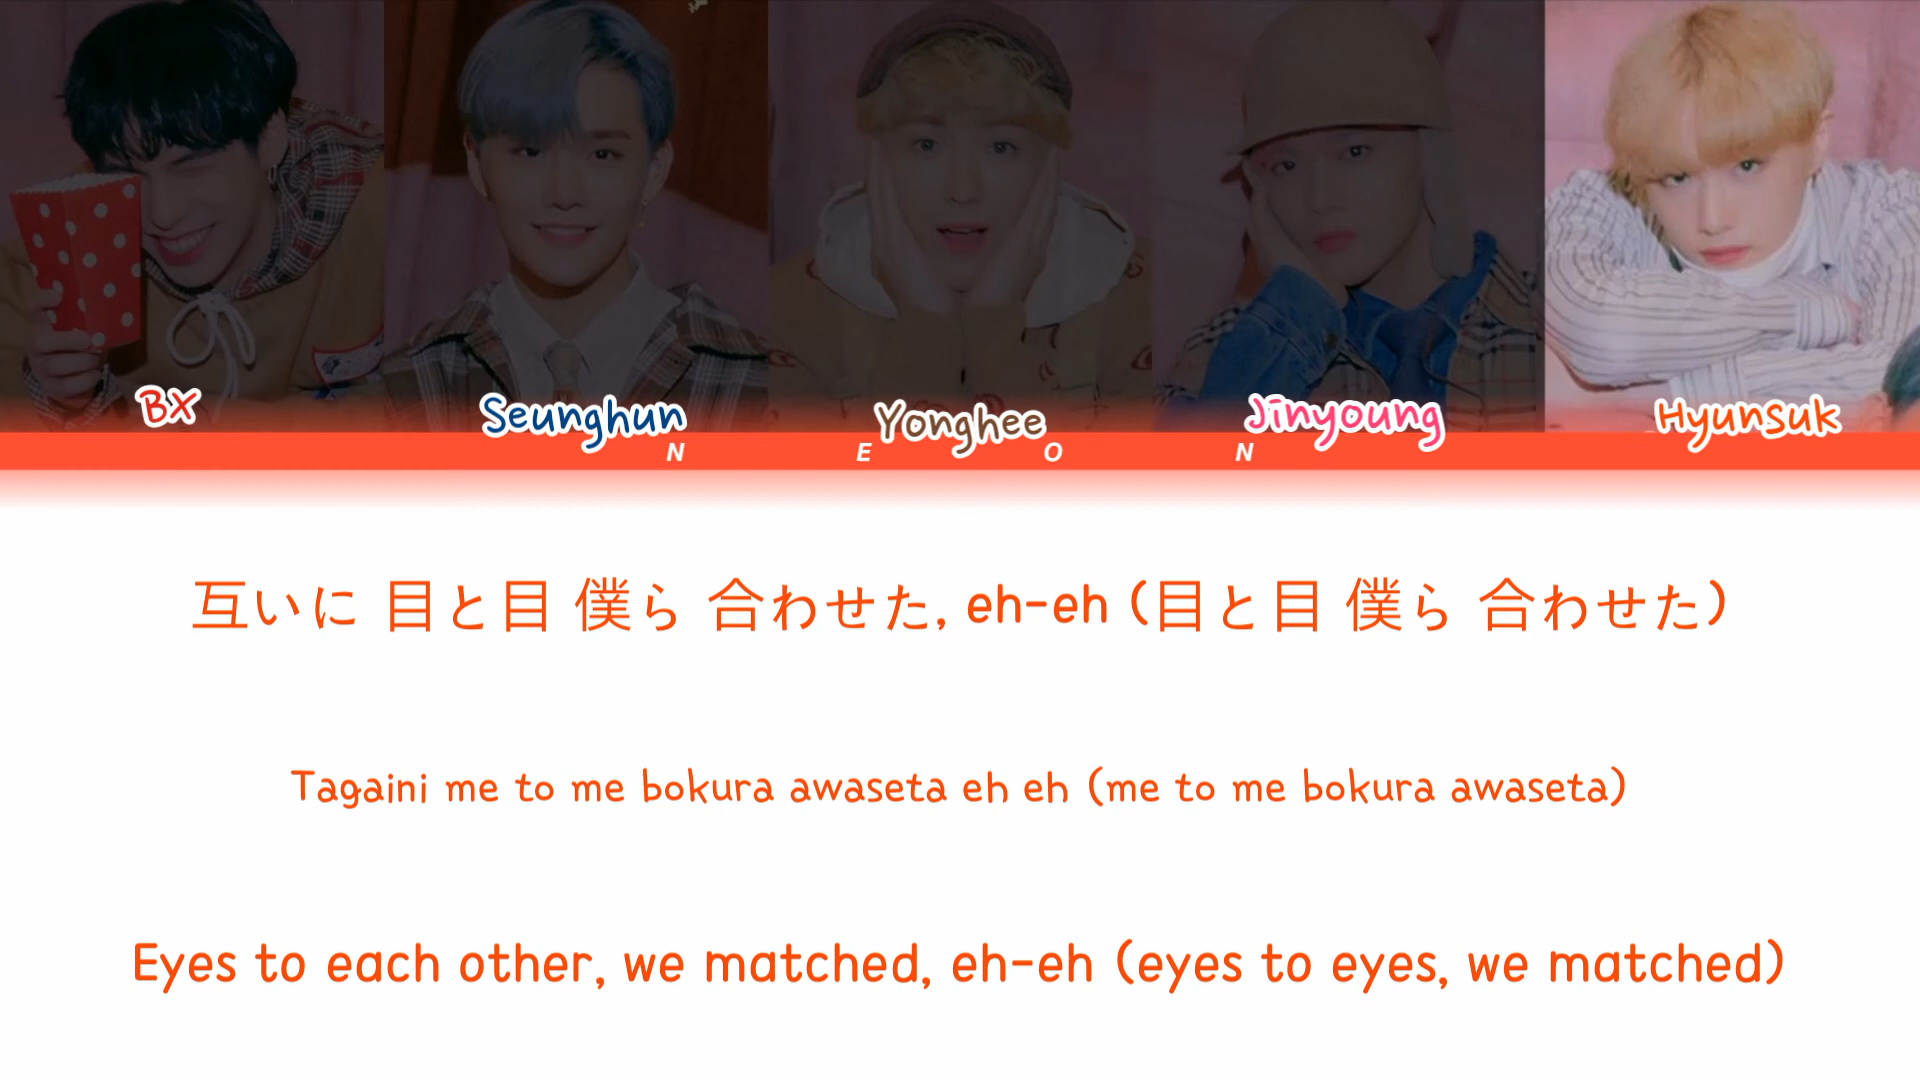 BX Seunghun Yonghee Jinyoung Hyunsuk
N E O N
互いに 目と目 僕ら 合わせた, eh-eh (目と目 僕ら 合わせた)
Tagaini me to me bokura awaseta eh eh (me to me bokura awaseta)
Eyes to each other, we matched, eh-eh (eyes to eyes, we matched)